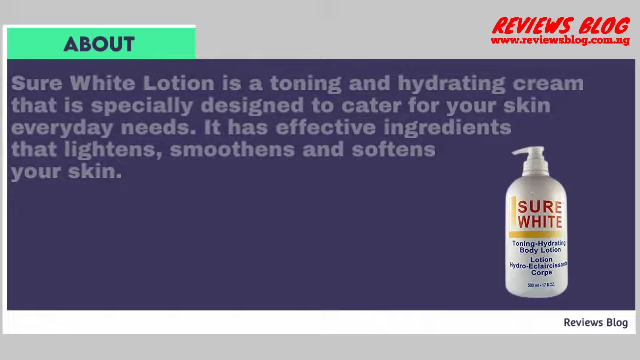 REVIEWS BLOG
www.reviewsblog.com.ng
ABOUT
Sure White Lotion is a toning and hydrating cream
that is specially designed to cater for your skin
everyday needs. It has effective ingredients
that lightens, smoothens and softens
your skin.
SURE
WHITE
Toning-Hydrating
Body Lotion
Lotion
Hydro-Eclaircissante
Corps
Reviews Blog